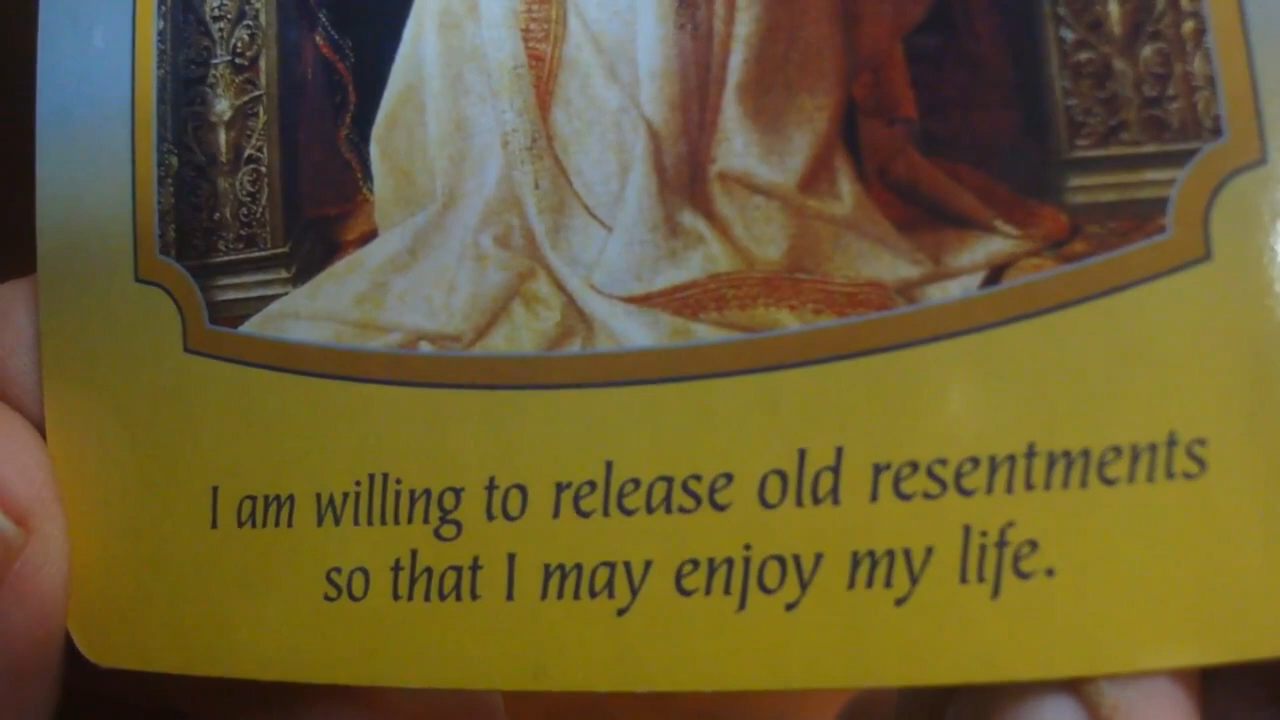 I am willing to release old resentments
so that I may enjoy my life.